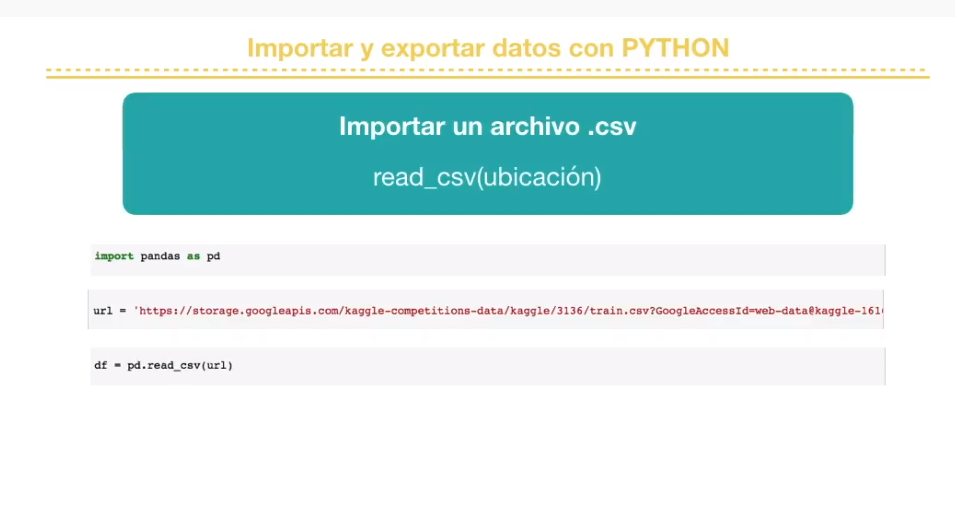 Importar y exportar datos con PYTHON
Importar un archivo .csv
read_csv(ubicación)
import pandas as pd
url = 'https://storage.googleapis.com/kaggle-competitions-data/kaggle/3136/train.csv?GoogleAccessId=web-data@kaggle-161
df = pd.read_csv(url)